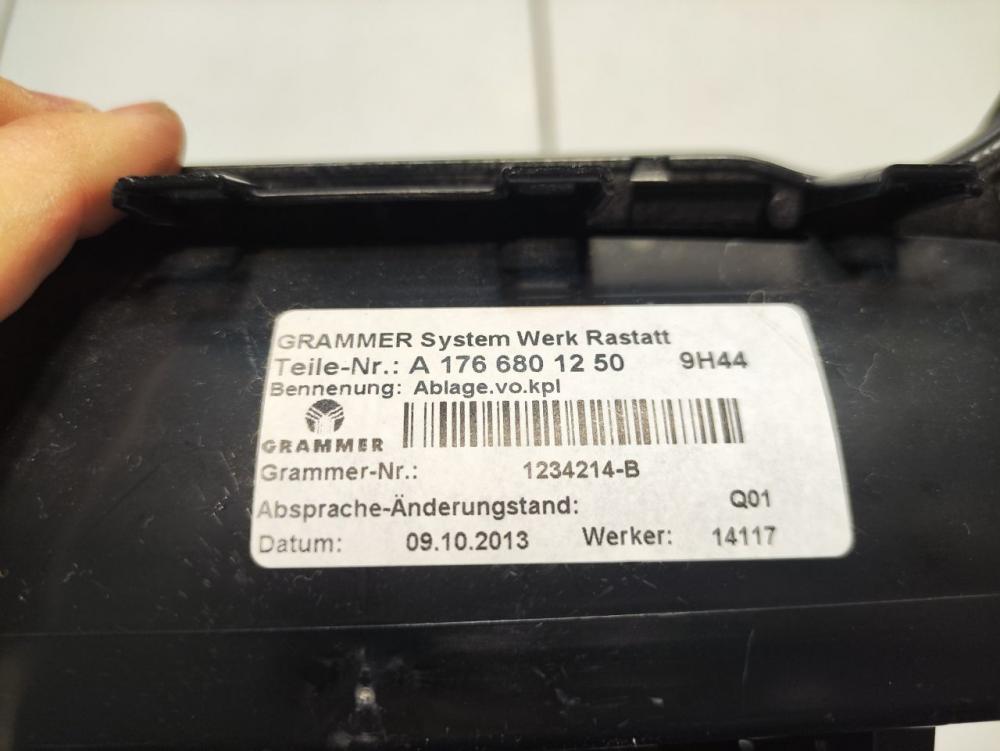 GRAMMER System Werk Rastatt
Teile-Nr.: A 176 680 12 50 9H44
Bennenung: Ablage.vo.kpl
GRAMMER
Grammer-Nr.: 1234214-B
Absprache-Änderungstand: Q01
Datum: 09.10.2013 Werker: 14117